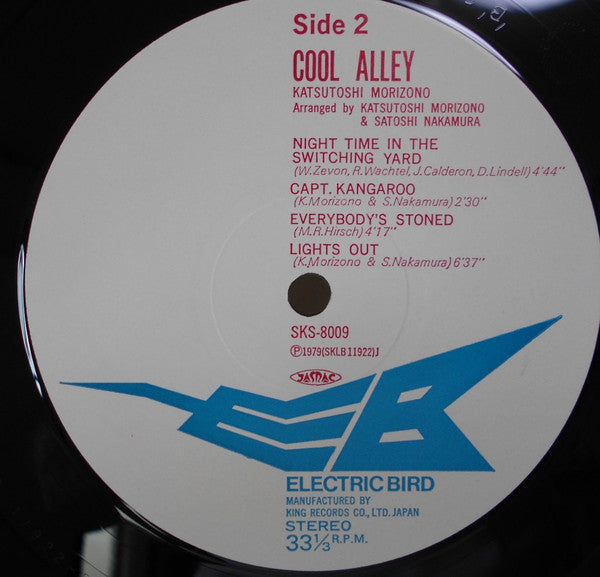 Side 2
COOL ALLEY
KATSUTOSHI MORIZONO
Arranged by KATSUTOSHI MORIZONO
& SATOSHI NAKAMURA
NIGHT TIME IN THE
SWITCHING YARD
(W.Zevon, R.Wachtel, J.Calderon, D.Lindell) 4'44"
CAPT. KANGAROO
(K.Morizono & S.Nakamura) 2'30"
EVERYBODY'S STONED
(M.R.Hirsch) 4'17"
LIGHTS OUT
(K.Morizono & S.Nakamura) 6'37"
SKS-8009
Ⓟ1979(SKLB11922)J
JASRAC
EB
ELECTRIC BIRD
MANUFACTURED BY
KING RECORDS CO., LTD. JAPAN
STEREO
33⅓ R.P.M.